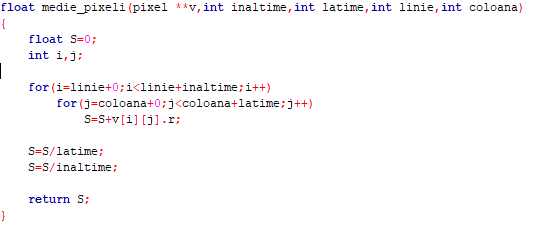 float medie_pixeli(pixel **v,int inaltime,int latime,int linie,int coloana)
{
    float S=0;
    int i,j;

    for(i=linie+0;i<linie+inaltime;i++)
        for(j=coloana+0;j<coloana+latime;j++)
            S=S+v[i][j].r;

    S=S/latime;
    S=S/inaltime;

    return S;
}